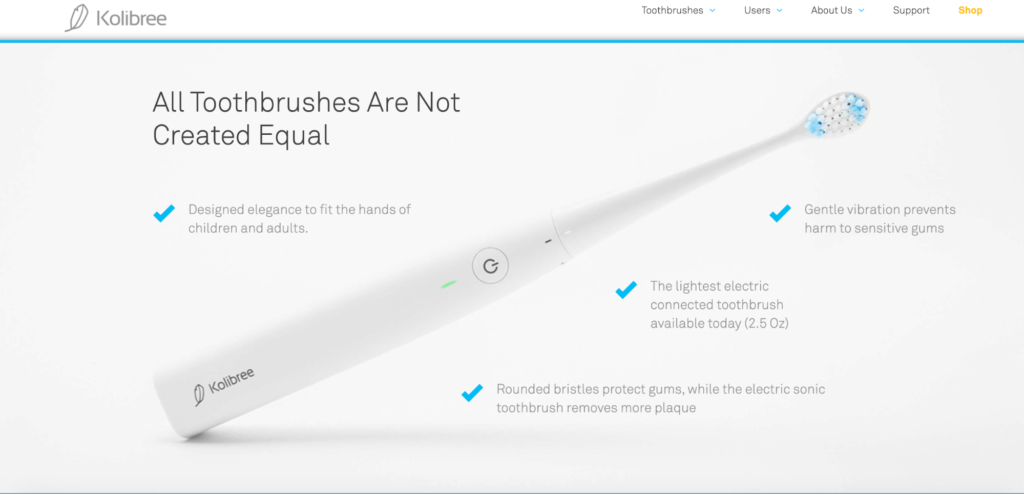 Kolibree
Toothbrushes
Users
About Us
Support
Shop
All Toothbrushes Are Not
Created Equal
Designed elegance to fit the hands of
children and adults.
Gentle vibration prevents
harm to sensitive gums
The lightest electric
connected toothbrush
available today (2.5 Oz)
Kolibree
Rounded bristles protect gums, while the electric sonic
toothbrush removes more plaque